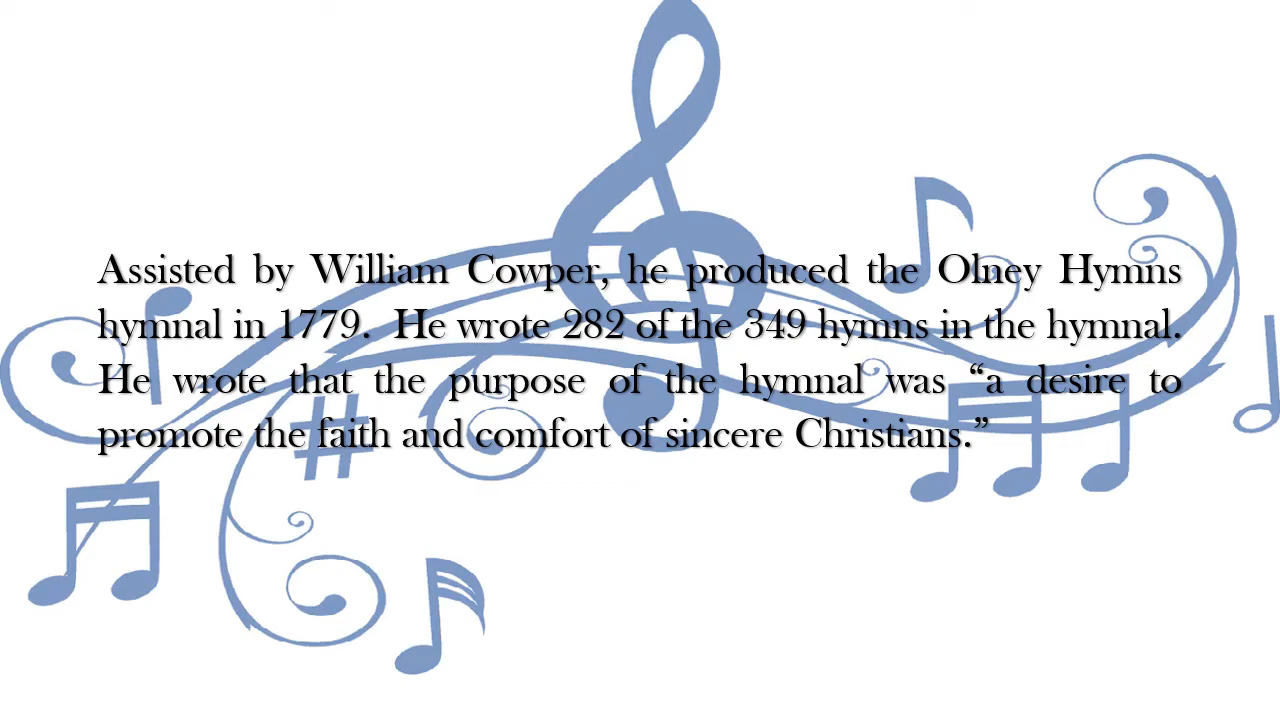 Assisted by William Cowper, he produced the Olney Hymns
hymnal in 1779.  He wrote 282 of the 349 hymns in the hymnal.
He wrote that the purpose of the hymnal was “a desire to
promote the faith and comfort of sincere Christians.”